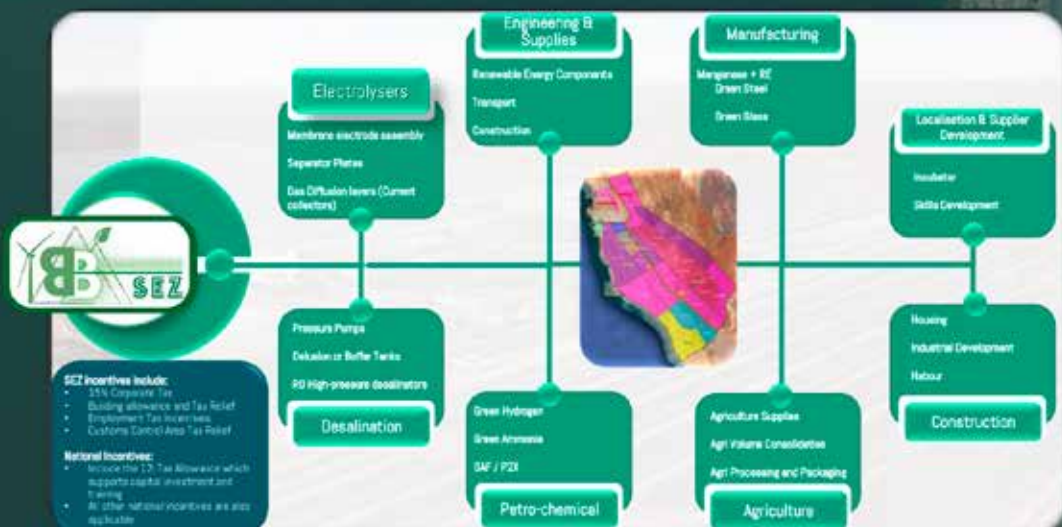 Engineering &
Supplies
Renewable Energy Components
Transport
Construction
Manufacturing
Manganese + RE
Green Steel
Green Glass
Electrolysers
Membrane electrode assembly
Separator Plates
Gas Diffusion layers (Current
collectors)
Localisation & Supplier
Development
Incubator
Skills Development
SEZ
Pressure Pumps
Delusion or Buffer Tanks
RO High-pressure desalinators
Desalination
Green Hydrogen
Green Ammonia
SAF / P2X
Petro-chemical
Agriculture Supplies
Agri Volume Consolidation
Agri Processing and Packaging
Agriculture
Housing
Industrial Development
Habour
Construction
SEZ incentives include:
• 15% Corporate Tax
• Building allowance and Tax Relief
• Employment Tax Incentives
• Customs Control Area Tax Relief
National Incentives:
• Include the Tax Allowance which
supports capital investment and
training
• All other national incentives are also
applicable